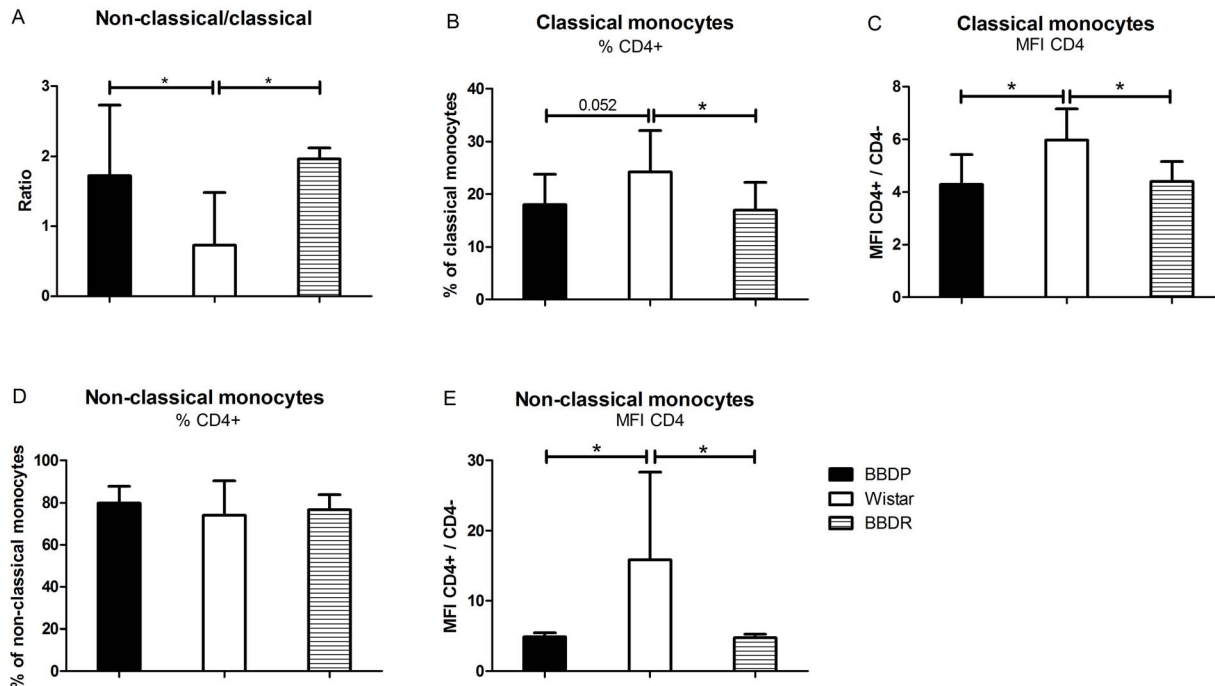 A
Non-classical/classical
Ratio
3
2
1
0
*
*
B
Classical monocytes
% CD4+
% of classical monocytes
40
30
20
10
0
0.052
*
C
Classical monocytes
MFI CD4
MFI CD4+ / CD4-
8
6
4
2
0
*
*
D
Non-classical monocytes
% CD4+
% of non-classical monocytes
100
80
60
40
20
0
E
Non-classical monocytes
MFI CD4
MFI CD4+ / CD4-
30
20
10
0
*
*
BBDP
Wistar
BBDR